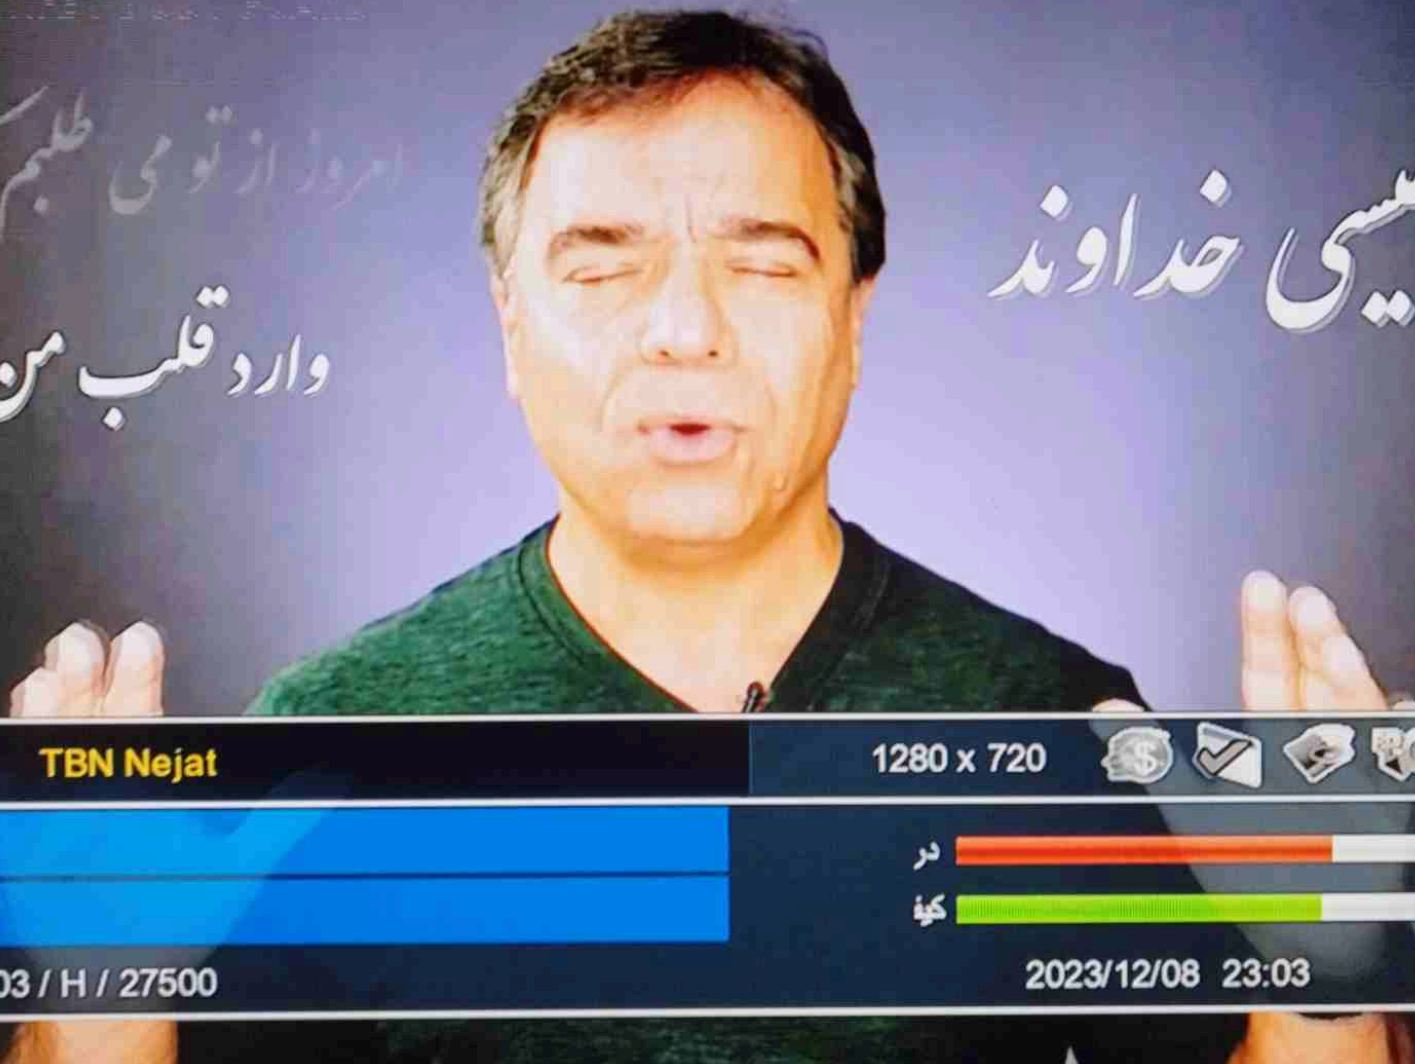 عیسی خداوند
امروز از تو می طلبم
وارد قلب من
TBN Nejat
1280 x 720
در
کیف
03 / H / 27500
2023/12/08 23:03